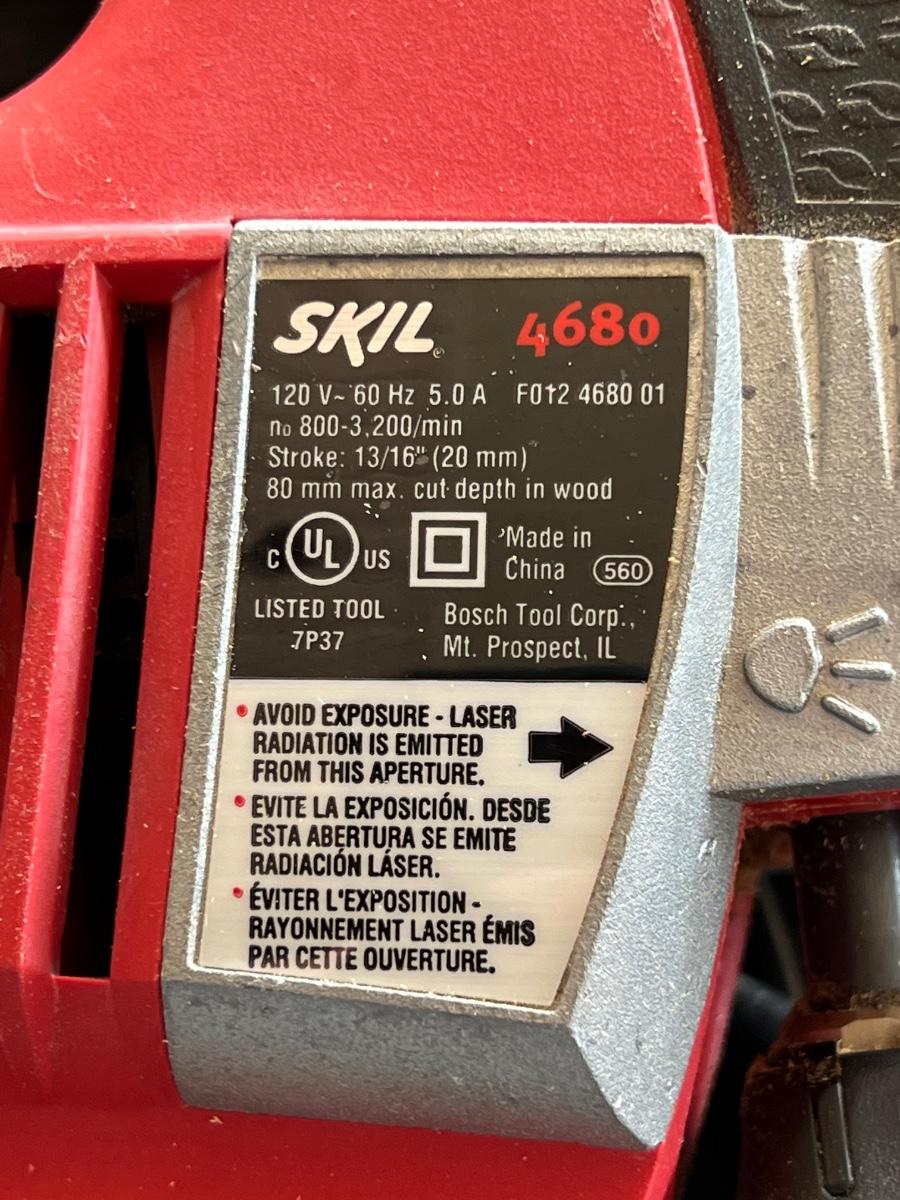 SKIL® 4680
120 V~ 60 Hz 5.0 A F012 4680 01
n₀ 800-3,200/min
Stroke: 13/16" (20 mm)
80 mm max. cut depth in wood
C UL US
Made in
China 560
LISTED TOOL
7P37
Bosch Tool Corp.,
Mt. Prospect, IL
• AVOID EXPOSURE - LASER
RADIATION IS EMITTED
FROM THIS APERTURE.
• EVITE LA EXPOSICIÓN. DESDE
ESTA ABERTURA SE EMITE
RADIACIÓN LÁSER.
• ÉVITER L'EXPOSITION -
RAYONNEMENT LASER ÉMIS
PAR CETTE OUVERTURE.